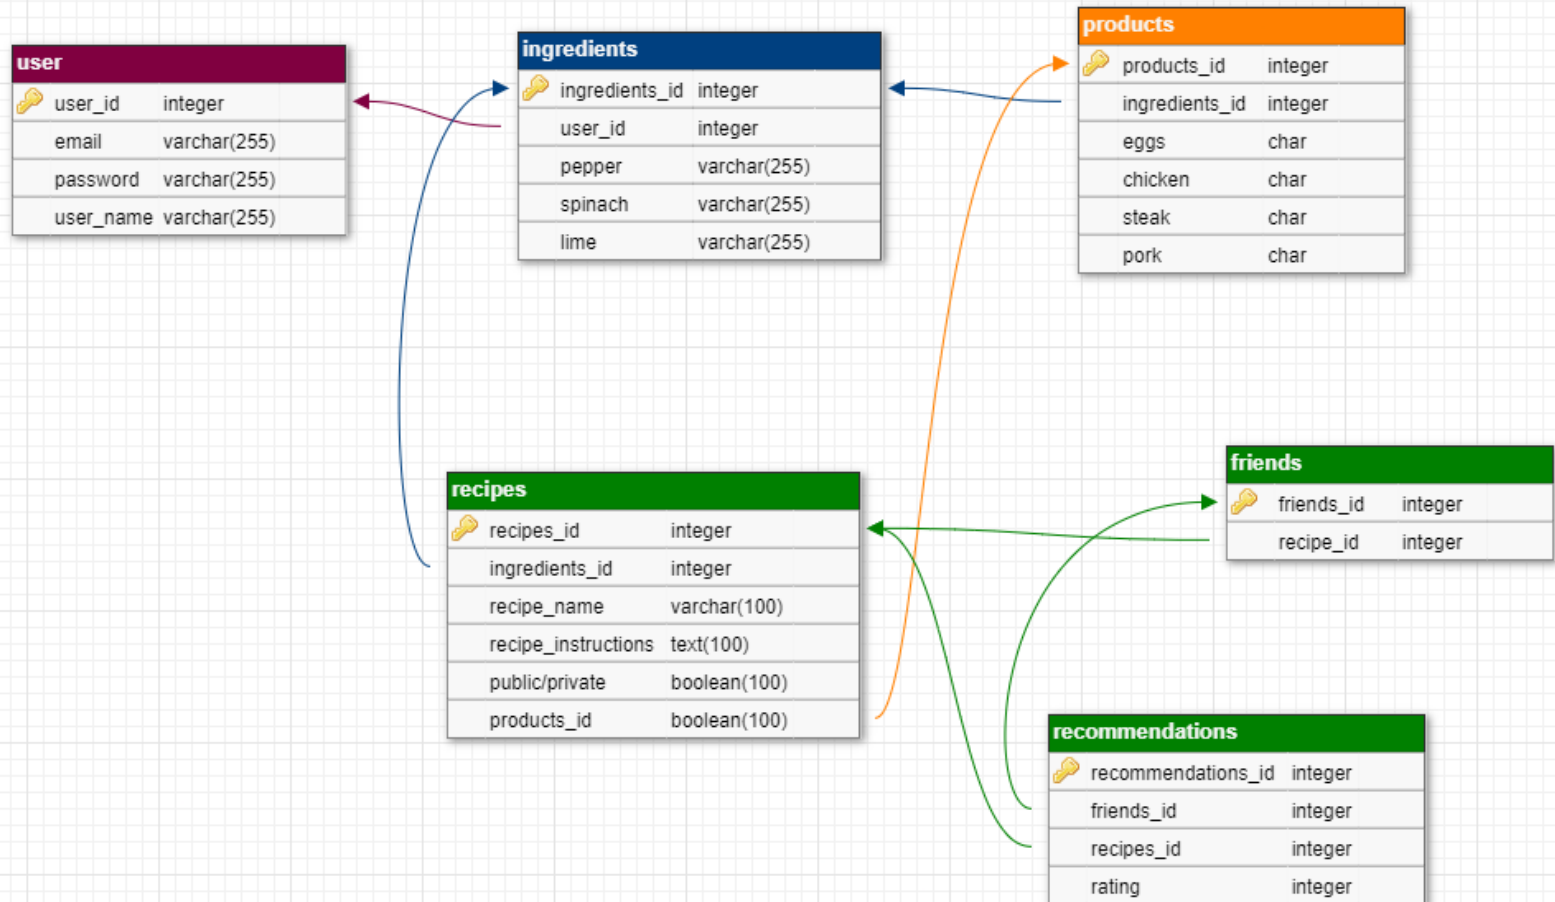 user
user_id integer
email varchar(255)
password varchar(255)
user_name varchar(255)
ingredients
ingredients_id integer
user_id integer
pepper varchar(255)
spinach varchar(255)
lime varchar(255)
products
products_id integer
ingredients_id integer
eggs char
chicken char
steak char
pork char
recipes
recipes_id integer
ingredients_id integer
recipe_name varchar(100)
recipe_instructions text(100)
public/private boolean(100)
products_id boolean(100)
friends
friends_id integer
recipe_id integer
recommendations
recommendations_id integer
friends_id integer
recipes_id integer
rating integer